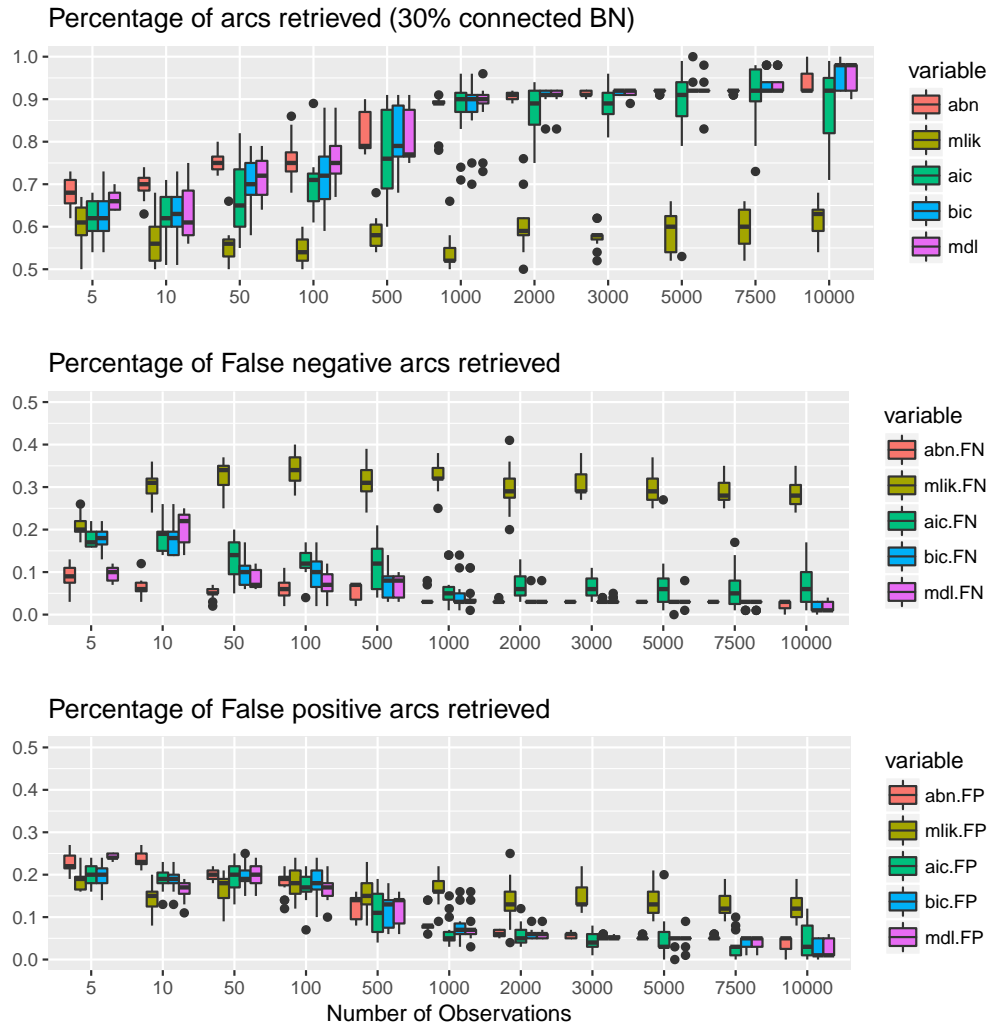 Percentage of arcs retrieved (30% connected BN)
1.0
0.9
0.8
0.7
0.6
0.5
5 10 50 100 500 1000 2000 3000 5000 7500 10000
variable
abn
mlik
aic
bic
mdl
Percentage of False negative arcs retrieved
0.5
0.4
0.3
0.2
0.1
0.0
5 10 50 100 500 1000 2000 3000 5000 7500 10000
variable
abn.FN
mlik.FN
aic.FN
bic.FN
mdl.FN
Percentage of False positive arcs retrieved
0.5
0.4
0.3
0.2
0.1
0.0
5 10 50 100 500 1000 2000 3000 5000 7500 10000
Number of Observations
variable
abn.FP
mlik.FP
aic.FP
bic.FP
mdl.FP